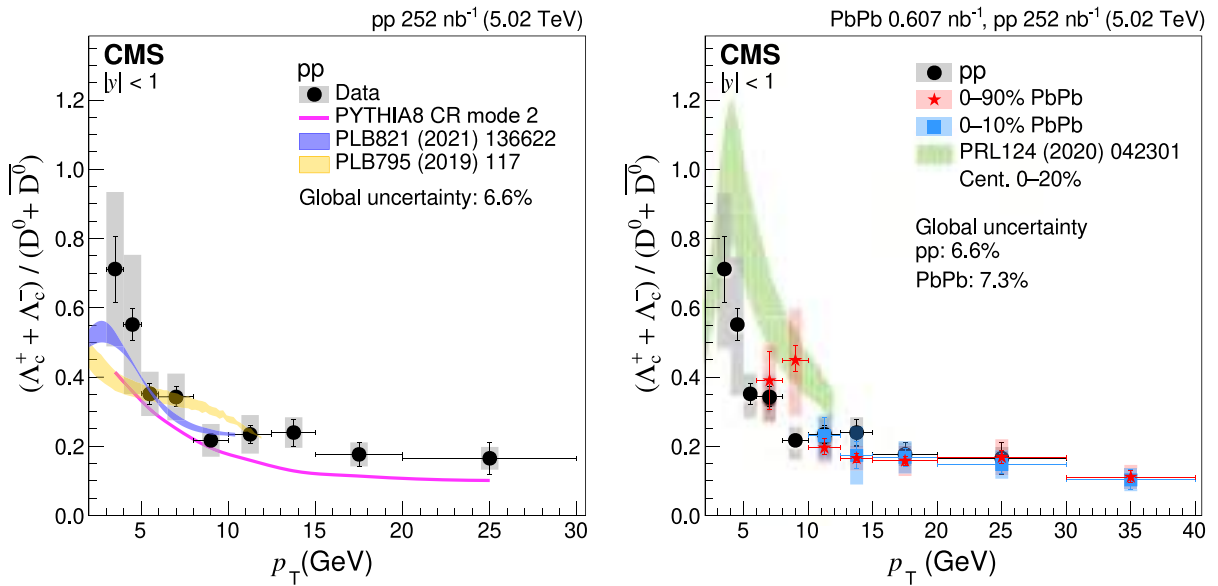 pp 252 nb⁻¹ (5.02 TeV)
CMS
|y| < 1
pp
Data
PYTHIA8 CR mode 2
PLB821 (2021) 136622
PLB795 (2019) 117
Global uncertainty: 6.6%
(Λc⁺ + Λc⁻) / (D⁰ + D̅⁰)
1.2
1.0
0.8
0.6
0.4
0.2
0.0
5 10 15 20 25 30
pT (GeV)
PbPb 0.607 nb⁻¹, pp 252 nb⁻¹ (5.02 TeV)
CMS
|y| < 1
pp
0–90% PbPb
0–10% PbPb
PRL124 (2020) 042301
Cent. 0–20%
Global uncertainty
pp: 6.6%
PbPb: 7.3%
(Λc⁺ + Λc⁻) / (D⁰ + D̅⁰)
1.2
1.0
0.8
0.6
0.4
0.2
0.0
5 10 15 20 25 30 35 40
pT (GeV)